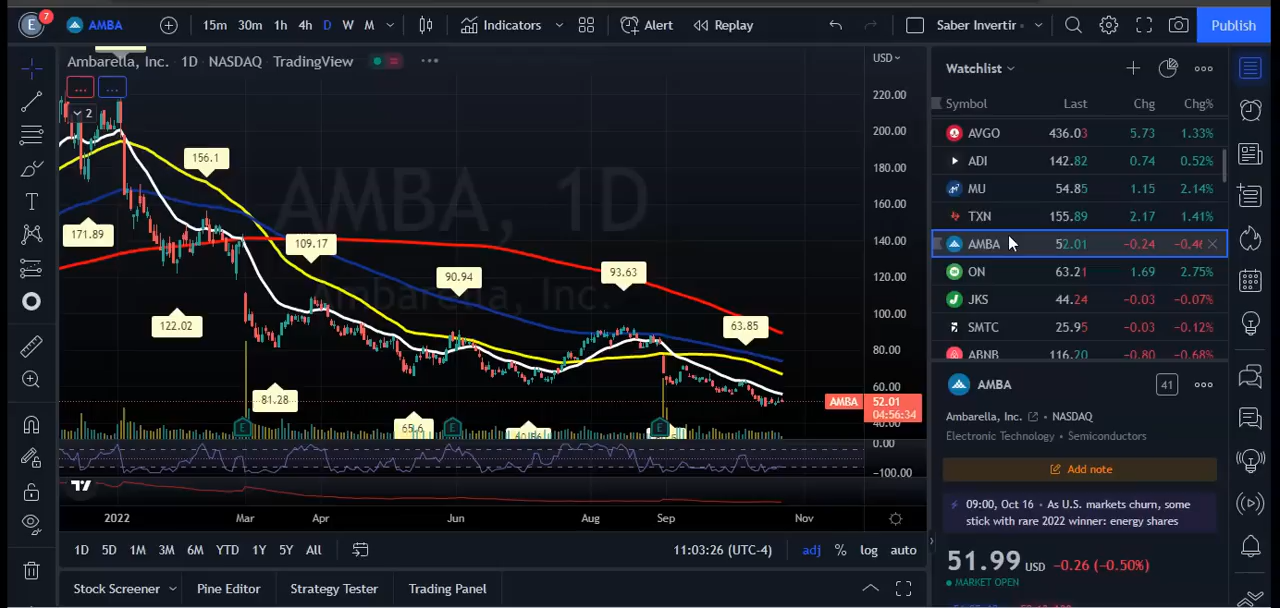 E 7 AMBA 15m 30m 1h 4h D W M Indicators Alert Replay Saber Invertir Publish
Ambarella, Inc. · 1D · NASDAQ · TradingView
... ...
2
AMBA, 1D
Ambarella, Inc.
171.89
156.1
122.02
109.17
81.28
90.94
65.6
93.63
63.85
E E E
USD
220.00
200.00
180.00
160.00
140.00
120.00
100.00
80.00
60.00
AMBA 52.01
04:56:34
40.00
0.00
−100.00
2022 Mar Apr Jun Aug Sep Nov
1D 5D 1M 3M 6M YTD 1Y 5Y All 11:03:26 (UTC-4) adj % log auto
Stock Screener Pine Editor Strategy Tester Trading Panel
Watchlist
Symbol Last Chg Chg%
AVGO 436.03 5.73 1.33%
ADI 142.82 0.74 0.52%
MU 54.85 1.15 2.14%
TXN 155.89 2.17 1.41%
AMBA 52.01 −0.24 −0.46
ON 63.21 1.69 2.75%
JKS 44.24 −0.03 −0.07%
SMTC 25.95 −0.03 −0.12%
ABNB 116.20 −0.80 −0.68%
AMBA 41
Ambarella, Inc. · NASDAQ
Electronic Technology · Semiconductors
Add note
09:00, Oct 16 · As U.S. markets churn, some
stick with rare 2022 winner: energy shares
51.99 USD −0.26 (−0.50%)
MARKET OPEN